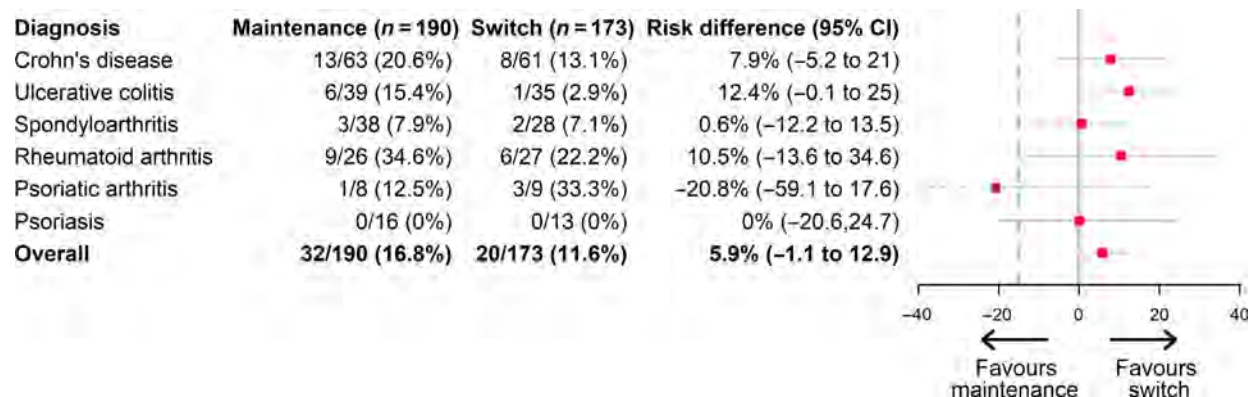 Diagnosis Maintenance (n = 190) Switch (n = 173) Risk difference (95% CI)
Crohn's disease 13/63 (20.6%) 8/61 (13.1%) 7.9% (–5.2 to 21)
Ulcerative colitis 6/39 (15.4%) 1/35 (2.9%) 12.4% (–0.1 to 25)
Spondyloarthritis 3/38 (7.9%) 2/28 (7.1%) 0.6% (–12.2 to 13.5)
Rheumatoid arthritis 9/26 (34.6%) 6/27 (22.2%) 10.5% (–13.6 to 34.6)
Psoriatic arthritis 1/8 (12.5%) 3/9 (33.3%) –20.8% (–59.1 to 17.6)
Psoriasis 0/16 (0%) 0/13 (0%) 0% (–20.6,24.7)
Overall 32/190 (16.8%) 20/173 (11.6%) 5.9% (–1.1 to 12.9)
–40 –20 0 20 40
Favours Favours
maintenance switch